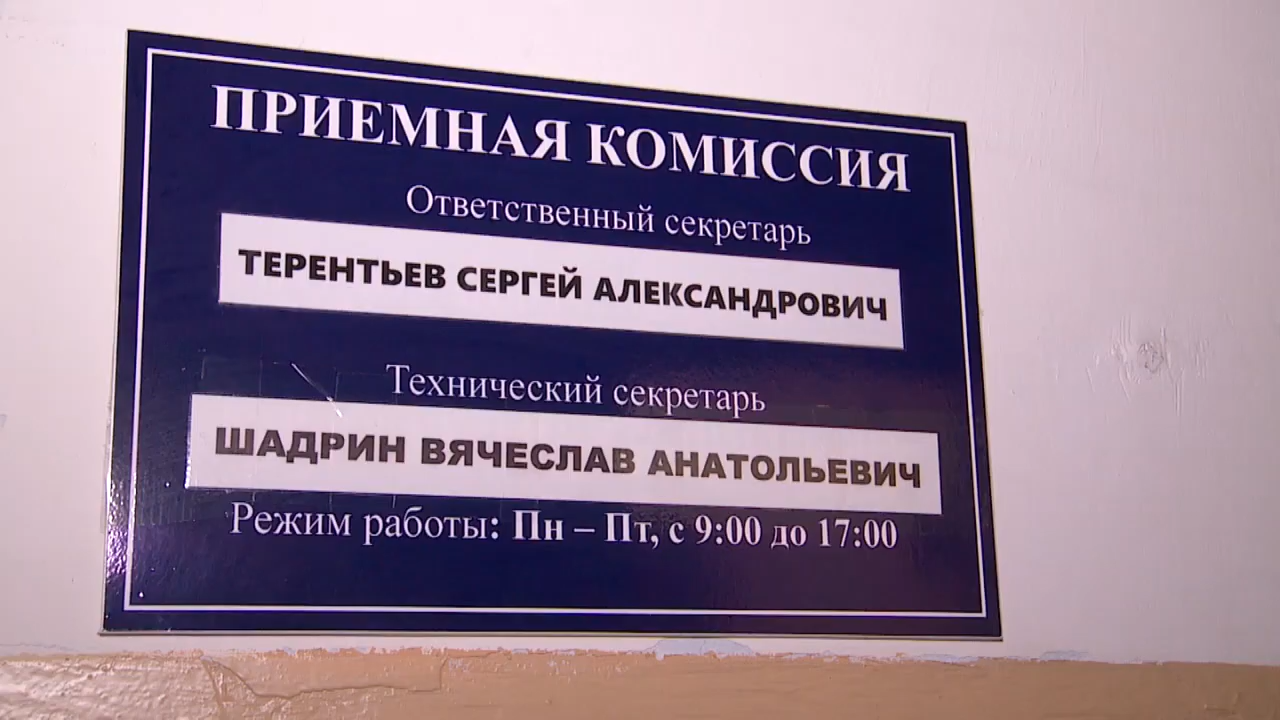 ПРИЕМНАЯ КОМИССИЯ
Ответственный секретарь
ТЕРЕНТЬЕВ СЕРГЕЙ АЛЕКСАНДРОВИЧ
Технический секретарь
ШАДРИН ВЯЧЕСЛАВ АНАТОЛЬЕВИЧ
Режим работы: Пн – Пт, с 9:00 до 17:00